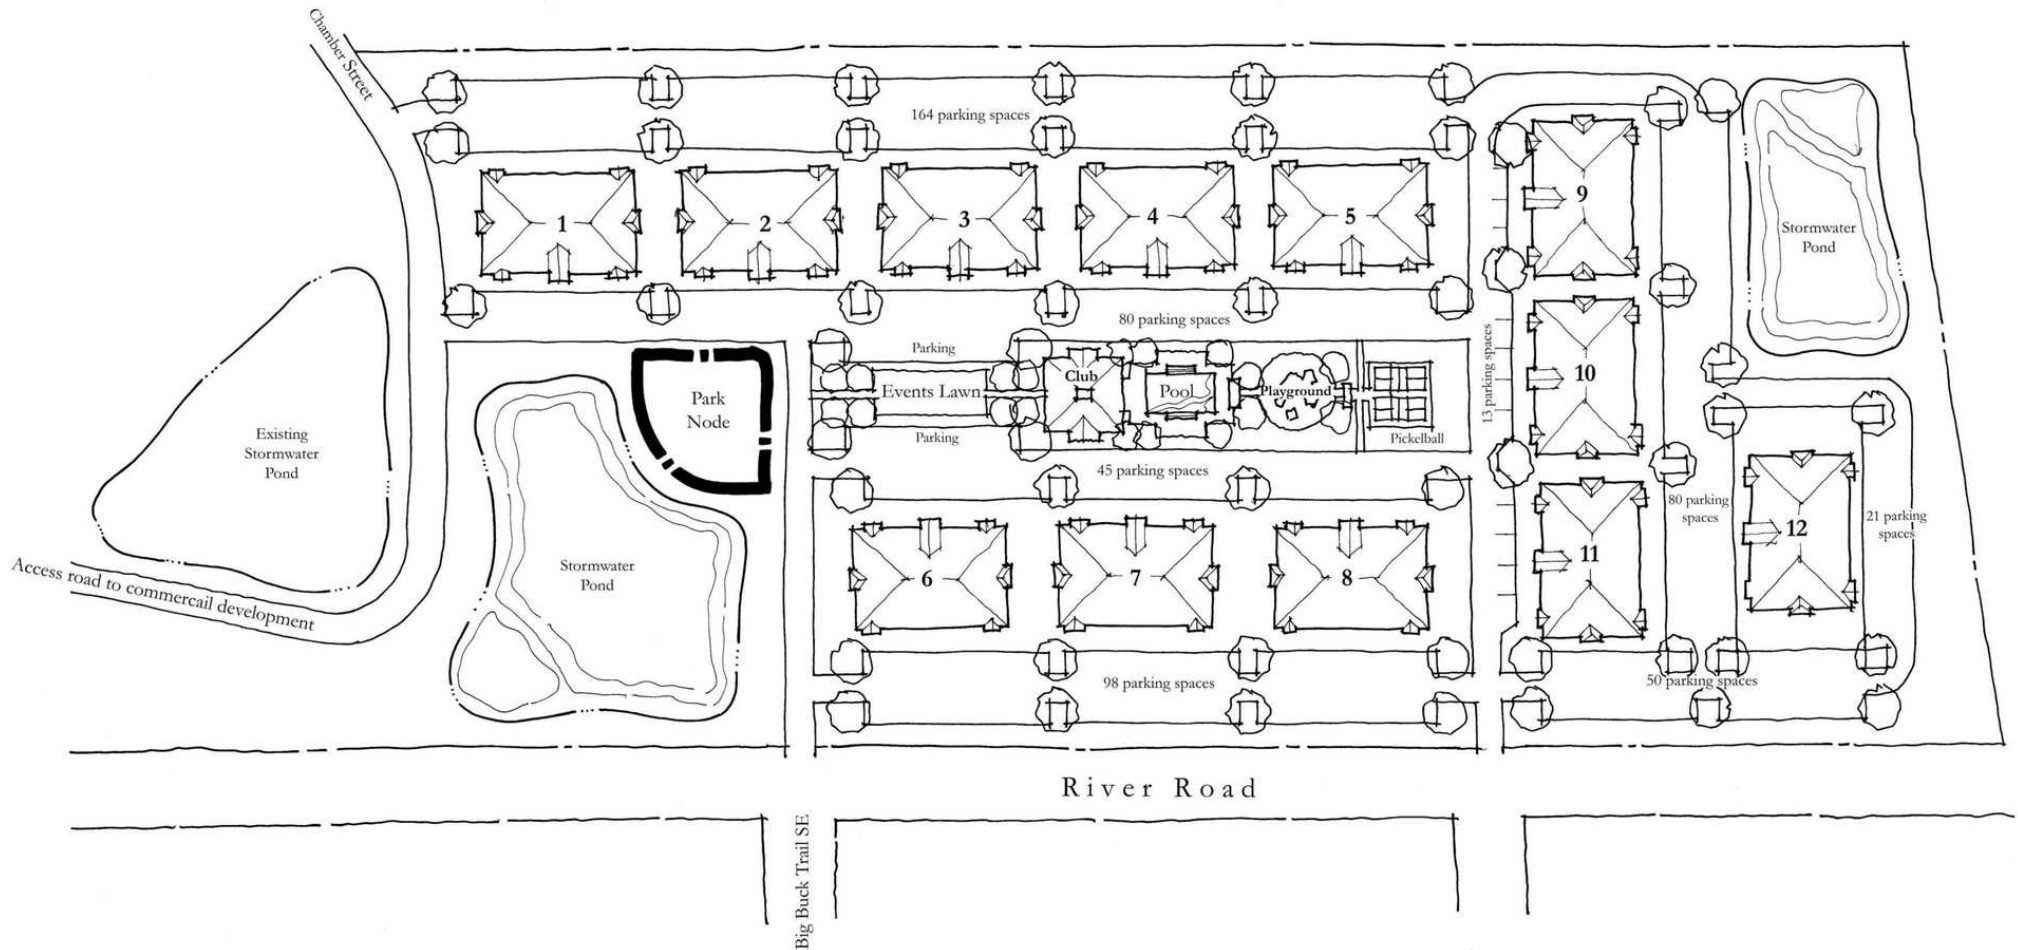 Chamber Street
164 parking spaces
1
2
3
4
5
9
Stormwater
Pond
80 parking spaces
Parking
Events Lawn
Club
Pool
Playground
13 parking spaces
10
Park
Node
Parking
Pickelball
Existing
Stormwater
Pond
45 parking spaces
80 parking
spaces
12
21 parking
spaces
Stormwater
Pond
6
7
8
11
Access road to commercail development
98 parking spaces
50 parking spaces
River Road
Big Buck Trail SE